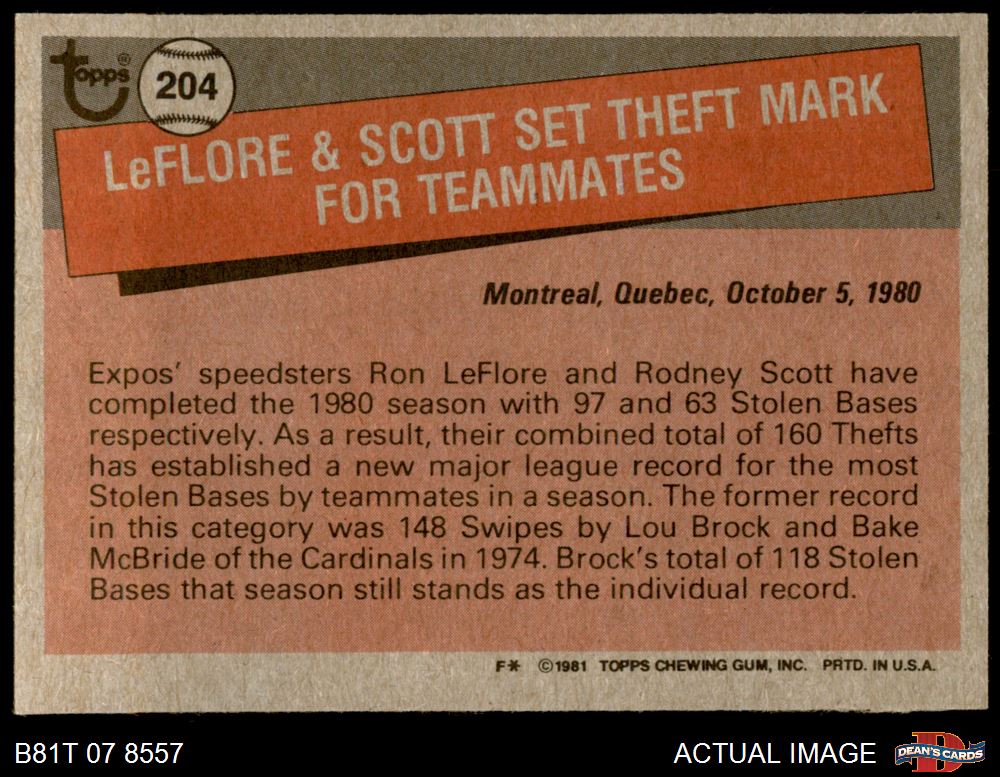 topps®
204
LeFLORE & SCOTT SET THEFT MARK
FOR TEAMMATES
Montreal, Quebec, October 5, 1980
Expos' speedsters Ron LeFlore and Rodney Scott have
completed the 1980 season with 97 and 63 Stolen Bases
respectively. As a result, their combined total of 160 Thefts
has established a new major league record for the most
Stolen Bases by teammates in a season. The former record
in this category was 148 Swipes by Lou Brock and Bake
McBride of the Cardinals in 1974. Brock's total of 118 Stolen
Bases that season still stands as the individual record.
F* ©1981 TOPPS CHEWING GUM, INC. PRTD. IN U.S.A.
B81T 07 8557
ACTUAL IMAGE
D
DEAN'S CARDS